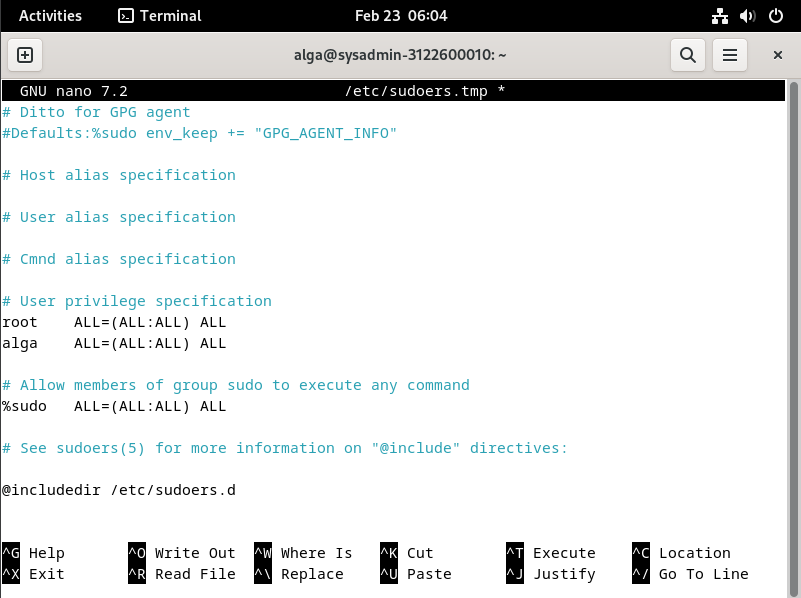 Activities Terminal Feb 23 06:04
alga@sysadmin-3122600010: ~
GNU nano 7.2 /etc/sudoers.tmp *
# Ditto for GPG agent
#Defaults:%sudo env_keep += "GPG_AGENT_INFO"
# Host alias specification
# User alias specification
# Cmnd alias specification
# User privilege specification
root ALL=(ALL:ALL) ALL
alga ALL=(ALL:ALL) ALL
# Allow members of group sudo to execute any command
%sudo ALL=(ALL:ALL) ALL
# See sudoers(5) for more information on "@include" directives:
@includedir /etc/sudoers.d
^G Help ^O Write Out ^W Where Is ^K Cut ^T Execute ^C Location
^X Exit ^R Read File ^\ Replace ^U Paste ^J Justify ^/ Go To Line